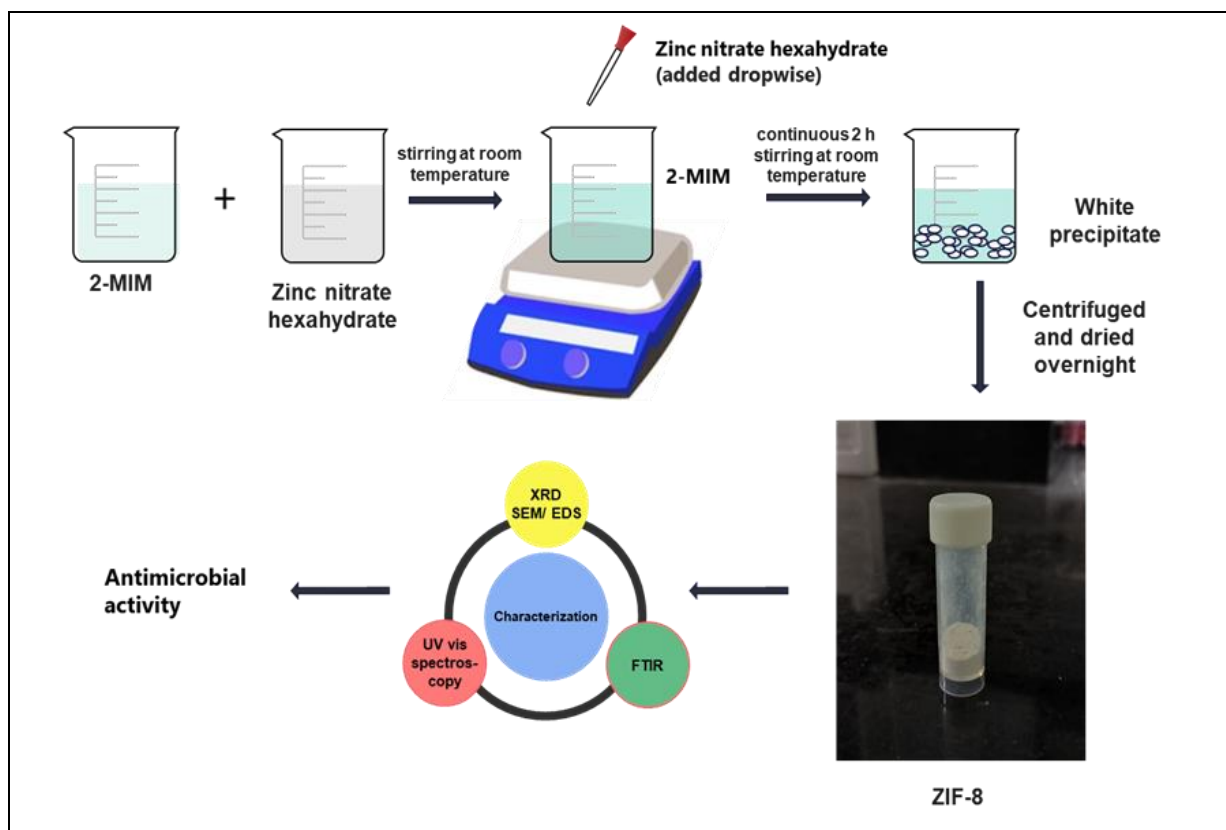 Zinc nitrate hexahydrate
(added dropwise)
2-MIM
+
Zinc nitrate
hexahydrate
stirring at room
temperature
2-MIM
continuous 2 h
stirring at room
temperature
White
precipitate
Centrifuged
and dried
overnight
ZIF-8
XRD
SEM/ EDS
Characterization
UV vis
spectros-
copy
FTIR
Antimicrobial
activity